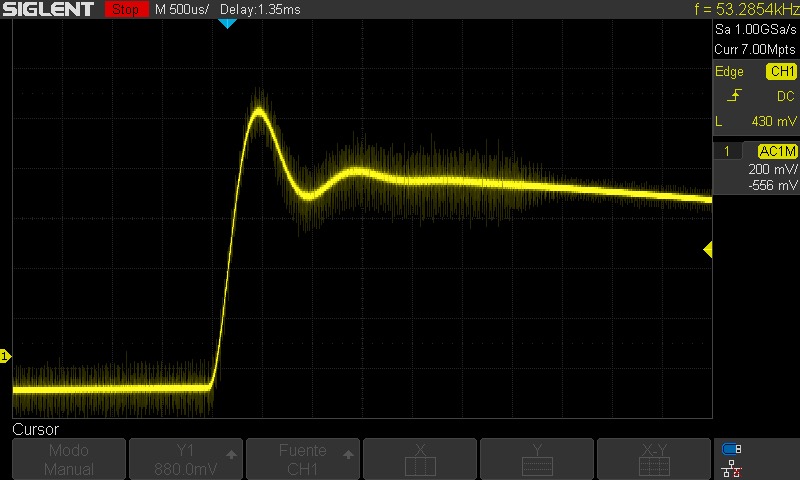 SIGLENT Stop M 500us/ Delay:1.35ms f = 53.2854kHz
Sa 1.00GSa/s
Curr 7.00Mpts
Edge CH1
DC
L 430 mV
1 AC1M
200 mV/
-556 mV
1
Cursor
Modo Y1 Fuente X Y X-Y
Manual 880.0mV CH1